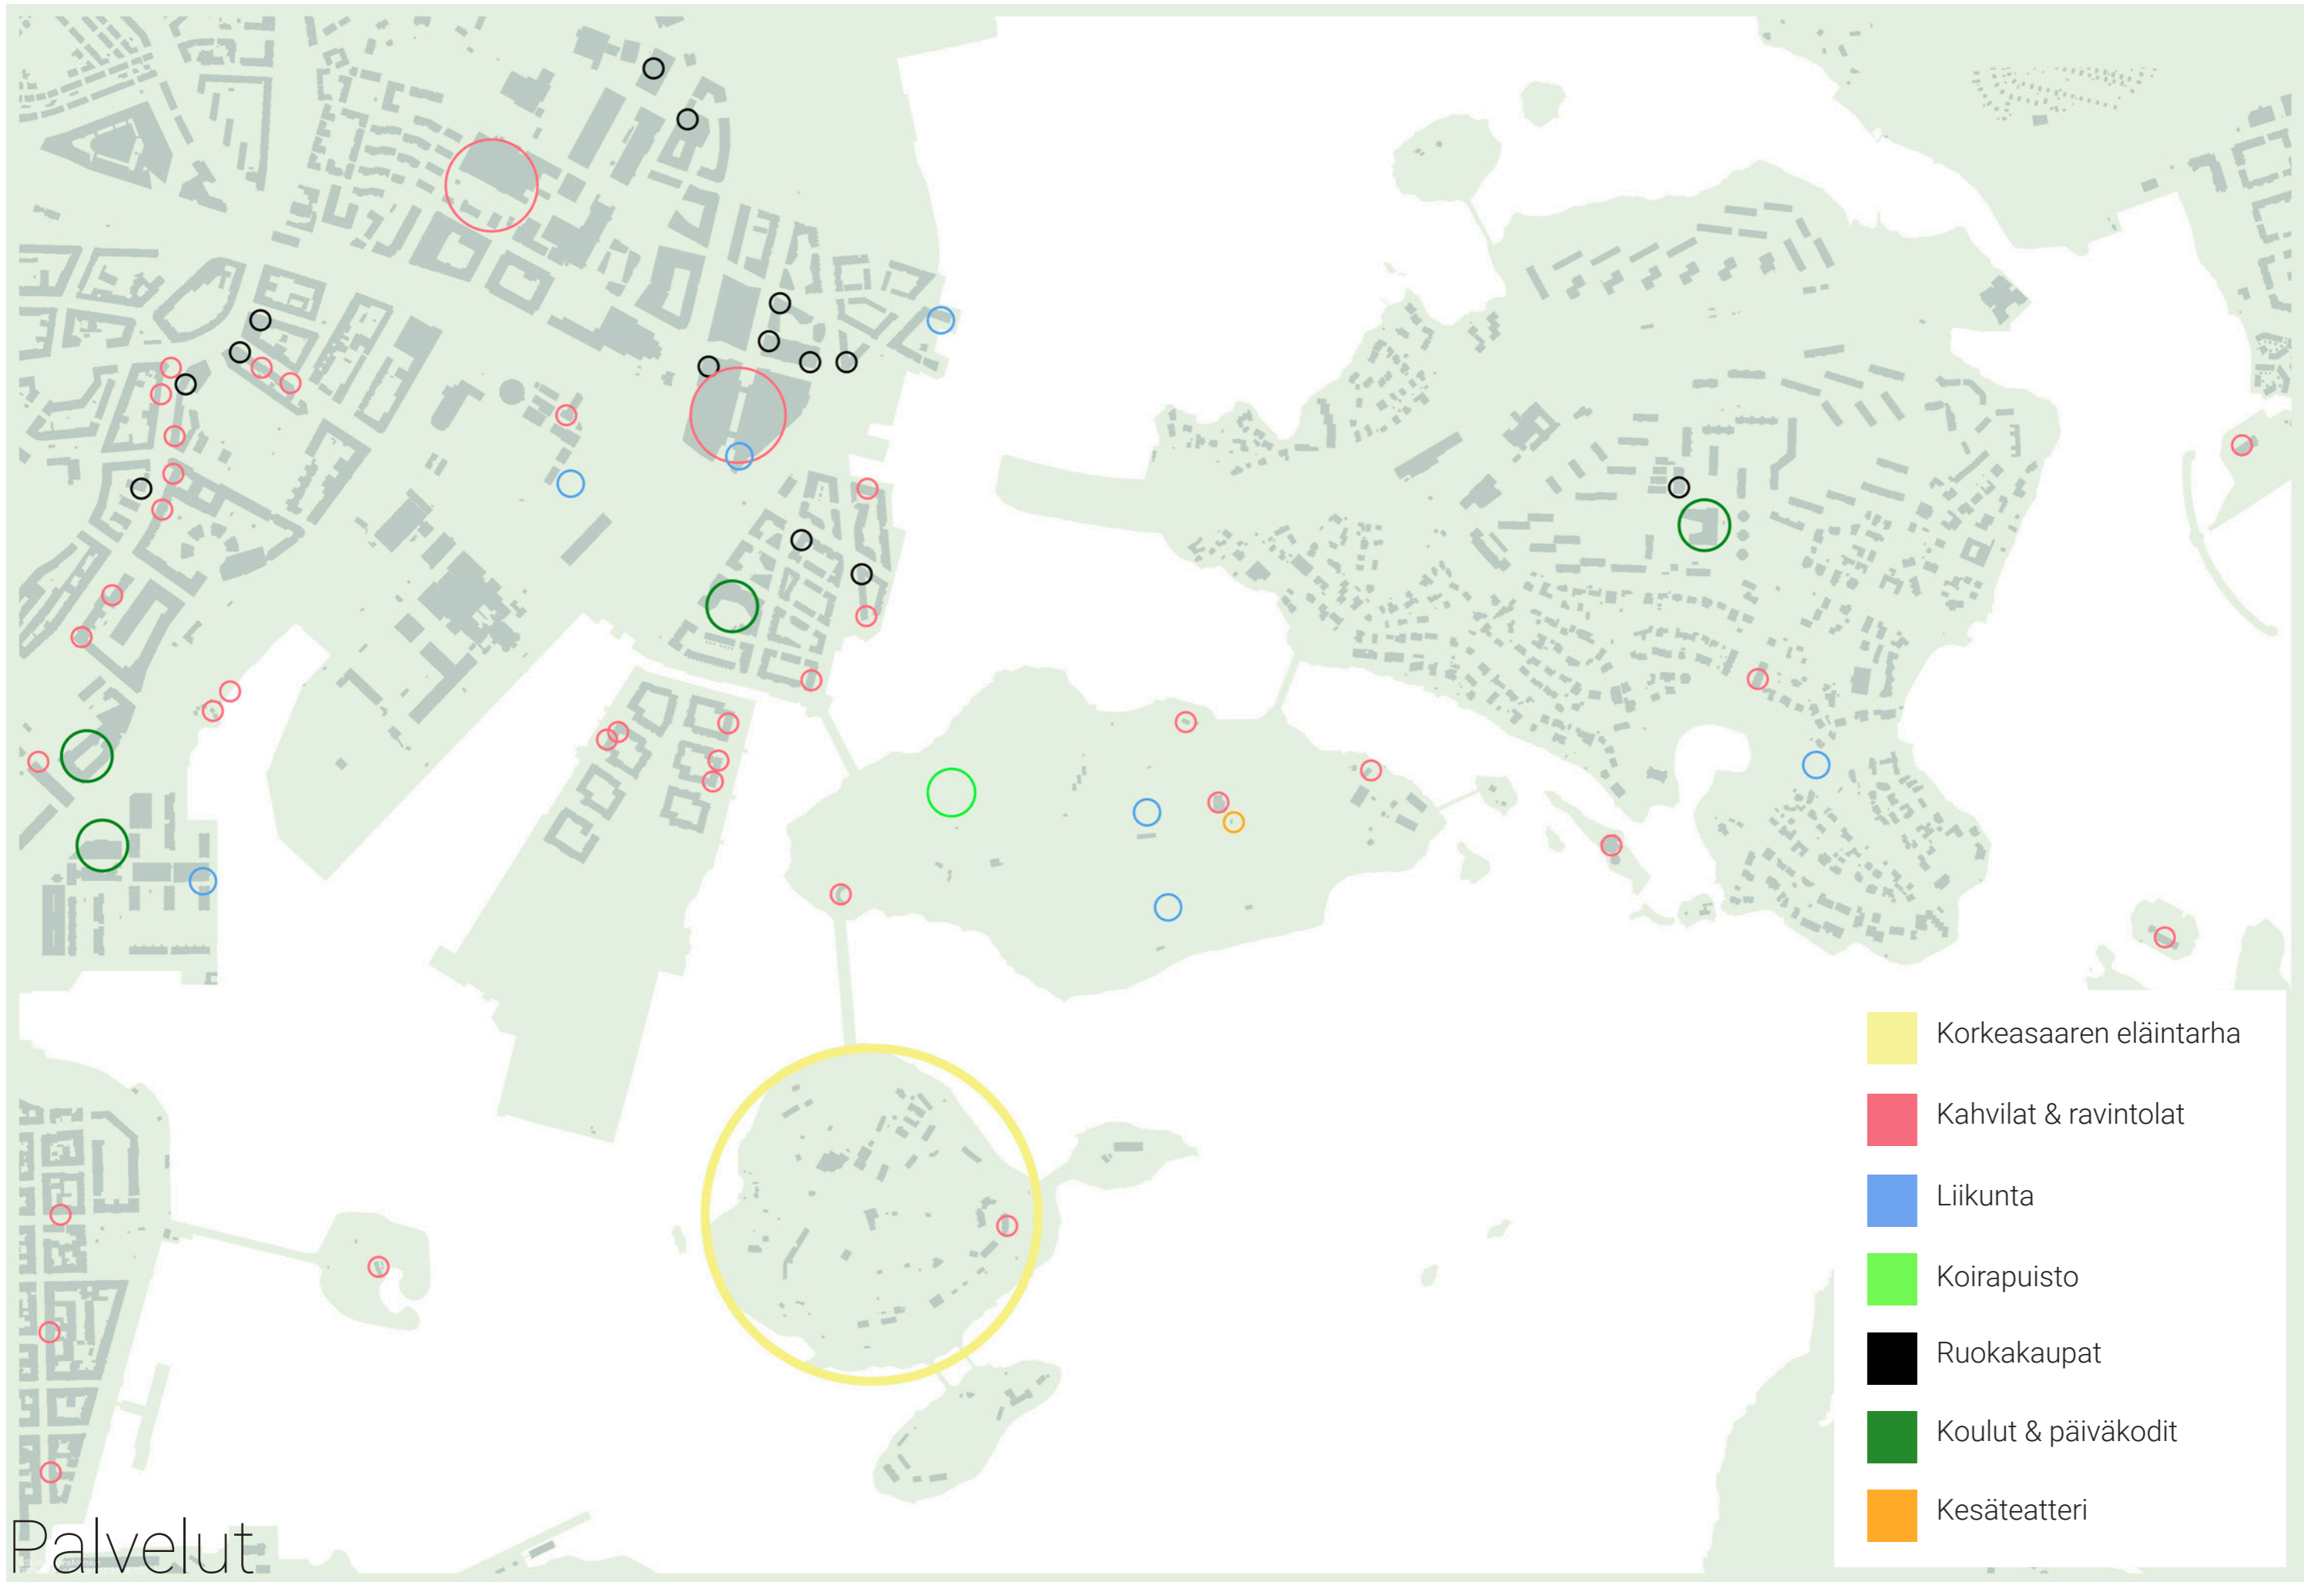 Korkeasaaren eläintarha
Kahvilat & ravintolat
Liikunta
Koirapuisto
Ruokakaupat
Koulut & päiväkodit
Kesäteatteri
Palvelut